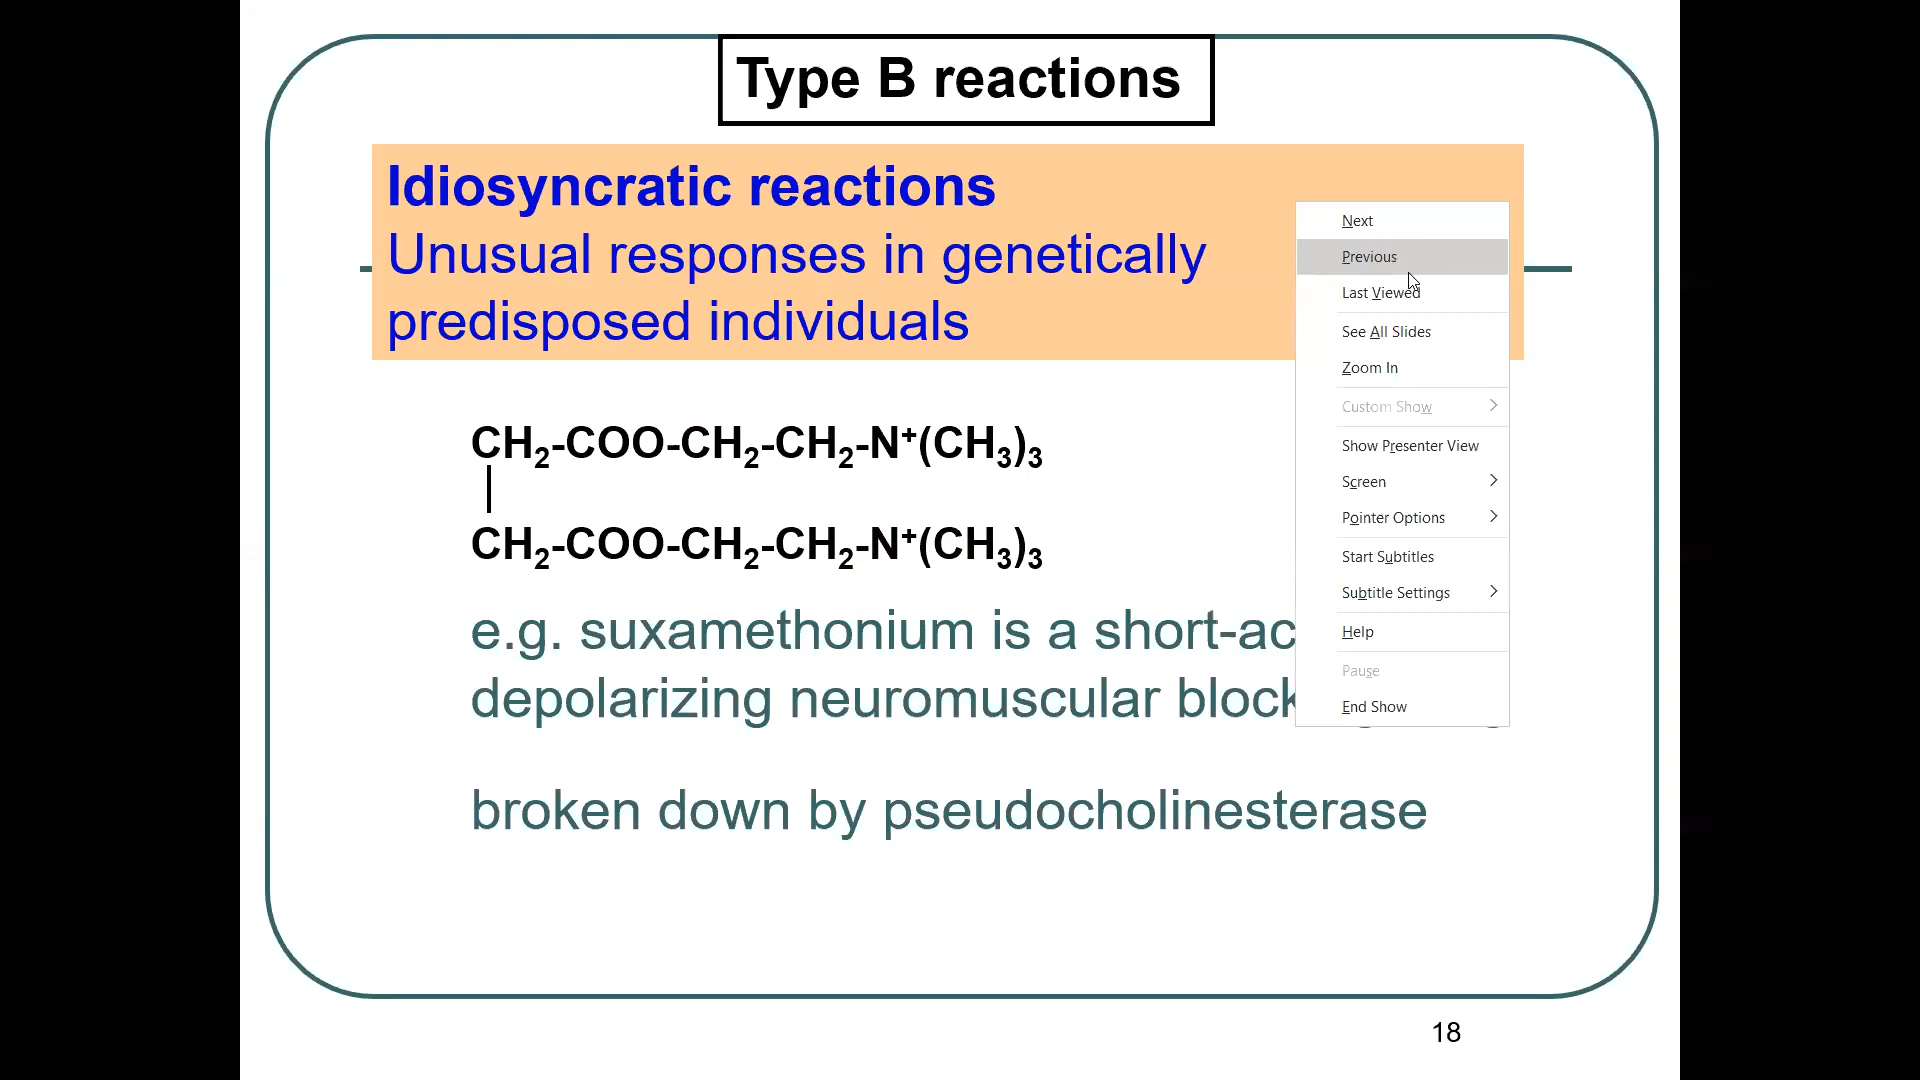 Type B reactions
Idiosyncratic reactions
Unusual responses in genetically
predisposed individuals
CH₂-COO-CH₂-CH₂-N⁺(CH₃)₃
CH₂-COO-CH₂-CH₂-N⁺(CH₃)₃
e.g. suxamethonium is a short-ac
depolarizing neuromuscular block
broken down by pseudocholinesterase
Next
Previous
Last Viewed
See All Slides
Zoom In
Custom Show
Show Presenter View
Screen
Pointer Options
Start Subtitles
Subtitle Settings
Help
Pause
End Show
18